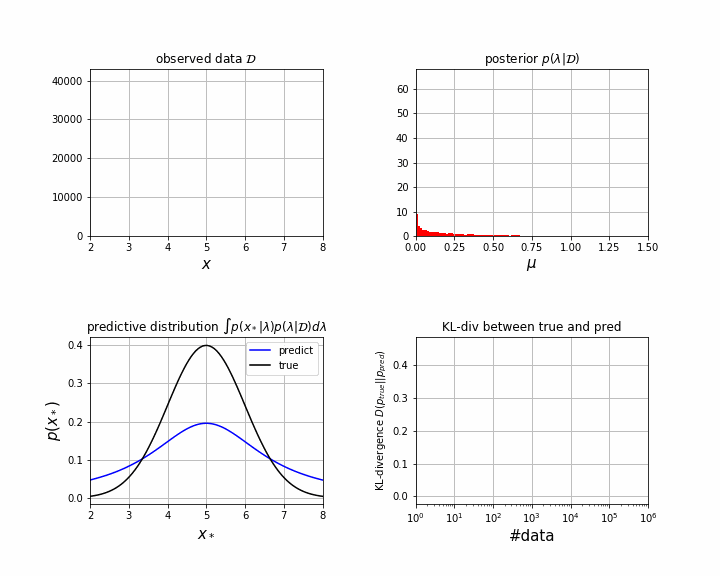 observed data 𝒟
40000
30000
20000
10000
0
2 3 4 5 6 7 8
x
posterior p(λ|𝒟)
60
50
40
30
20
10
0
0.00 0.25 0.50 0.75 1.00 1.25 1.50
μ
predictive distribution ∫p(x*|λ)p(λ|𝒟)dλ
p(x*)
0.4
0.3
0.2
0.1
0.0
predict
true
2 3 4 5 6 7 8
x*
KL-div between true and pred
KL-divergence D(p_true||p_pred)
0.4
0.3
0.2
0.1
0.0
10⁰ 10¹ 10² 10³ 10⁴ 10⁵ 10⁶
#data